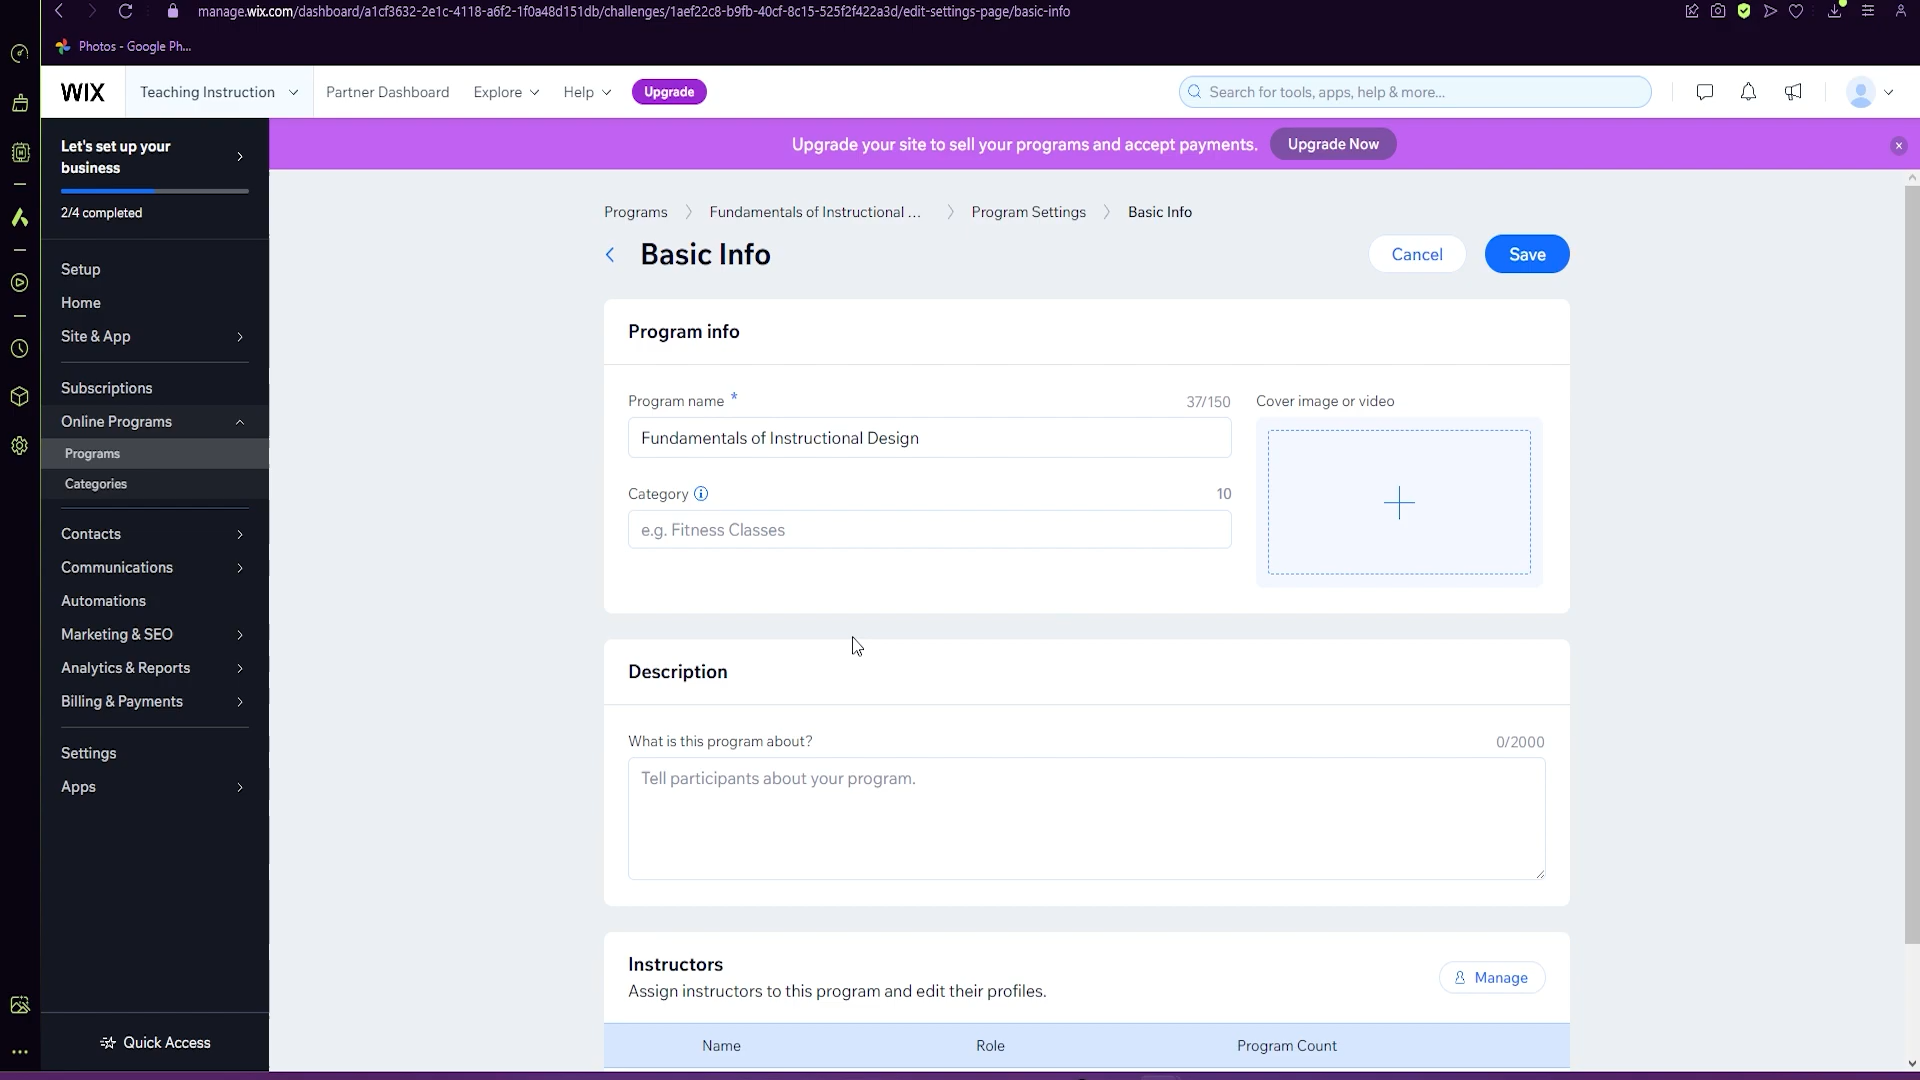 manage.wix.com/dashboard/a1cf3632-2e1c-4118-a6f2-1f0a48d151db/challenges/1aef22c8-b9fb-40cf-8c15-525f2f422a3d/edit-settings-page/basic-info
Photos - Google Ph...
WIX
Teaching Instruction
Partner Dashboard
Explore
Help
Upgrade
Search for tools, apps, help & more...
Let's set up your
business
2/4 completed
Upgrade your site to sell your programs and accept payments.
Upgrade Now
Setup
Home
Site & App
Subscriptions
Online Programs
Programs
Categories
Contacts
Communications
Automations
Marketing & SEO
Analytics & Reports
Billing & Payments
Settings
Apps
Quick Access
Programs
Fundamentals of Instructional ...
Program Settings
Basic Info
Basic Info
Cancel
Save
Program info
Program name *
37/150
Fundamentals of Instructional Design
Category
10
e.g. Fitness Classes
Cover image or video
Description
What is this program about?
0/2000
Tell participants about your program.
Instructors
Assign instructors to this program and edit their profiles.
Manage
Name
Role
Program Count